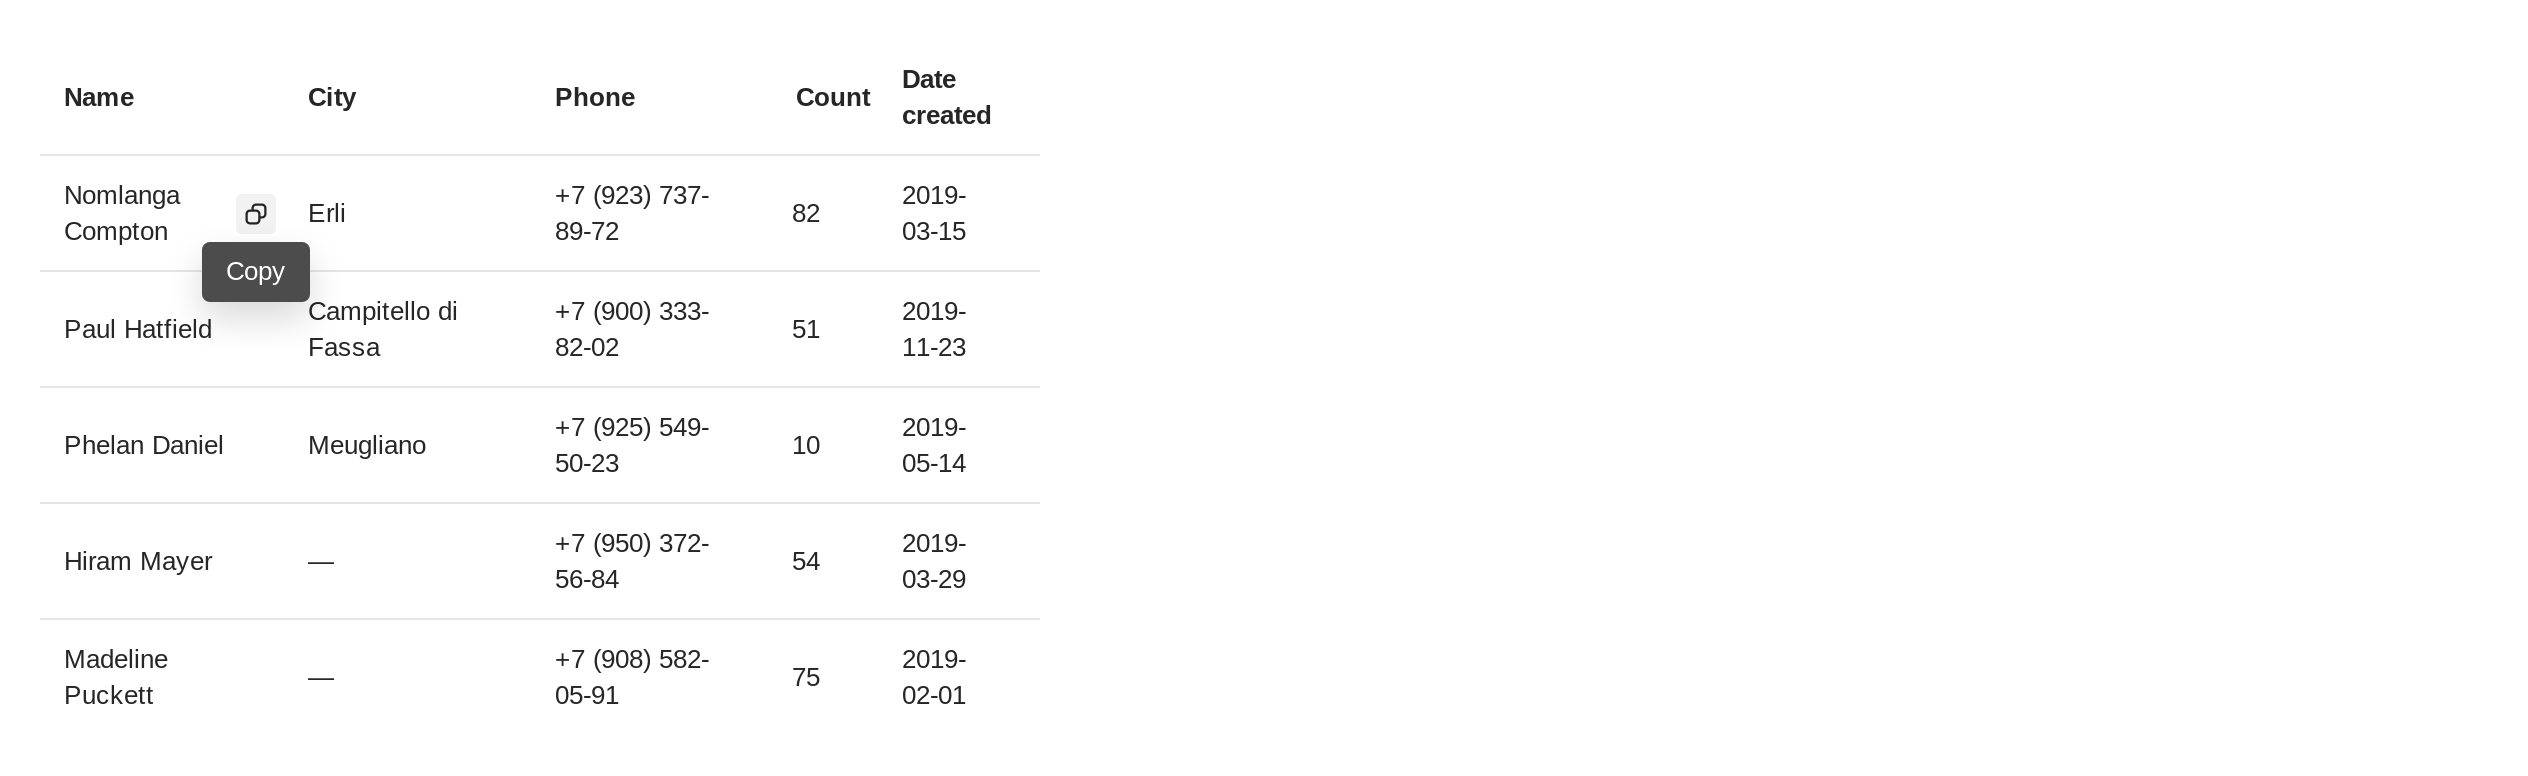 Name City Phone Count Date created
Nomlanga Compton Erli +7 (923) 737-89-72 82 2019-03-15
Copy
Paul Hatfield Campitello di Fassa +7 (900) 333-82-02 51 2019-11-23
Phelan Daniel Meugliano +7 (925) 549-50-23 10 2019-05-14
Hiram Mayer — +7 (950) 372-56-84 54 2019-03-29
Madeline Puckett — +7 (908) 582-05-91 75 2019-02-01